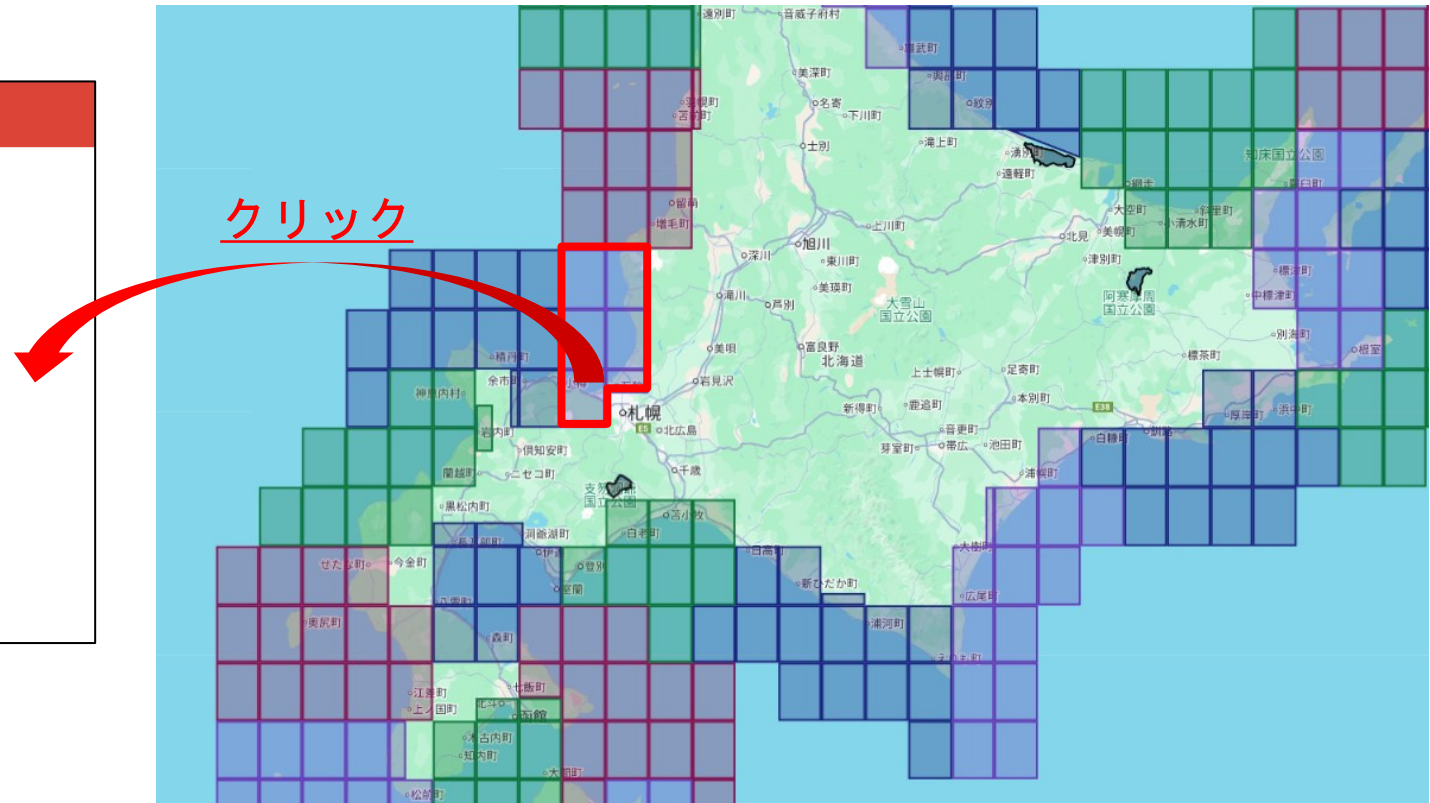 遠別町
音威子府村
雄武町
美深町
興部町
羽幌町
苫前町
名寄
下川町
紋別
士別
滝上町
湧別町
遠軽町
知床国立公園
網走
羅臼町
クリック
留萌
増毛町
大空町
斜里町
小清水町
上川町
北見
美幌町
旭川
深川
東川町
津別町
標津町
滝川
美瑛町
芦別
大雪山
国立公園
阿寒摩周
国立公園
中標津町
別海町
美唄
富良野
北海道
根室
積丹町
標茶町
余市町
小樽
岩見沢
上士幌町
足寄町
神恵内村
札幌
新得町
鹿追町
本別町
E38
厚岸町
浜中町
E5
北広島
岩内町
音更町
白糠町
釧路
倶知安町
芽室町
帯広
池田町
蘭越町
ニセコ町
千歳
浦幌町
支笏洞爺
国立公園
黒松内町
苫小牧
洞爺湖町
白老町
長万部町
伊達
日高町
大樹町
せたな町
今金町
登別
室蘭
新ひだか町
広尾町
八雲町
奥尻町
浦河町
森町
えりも町
七飯町
江差町
北斗
上ノ国町
函館
木古内町
知内町
大間町
松前町